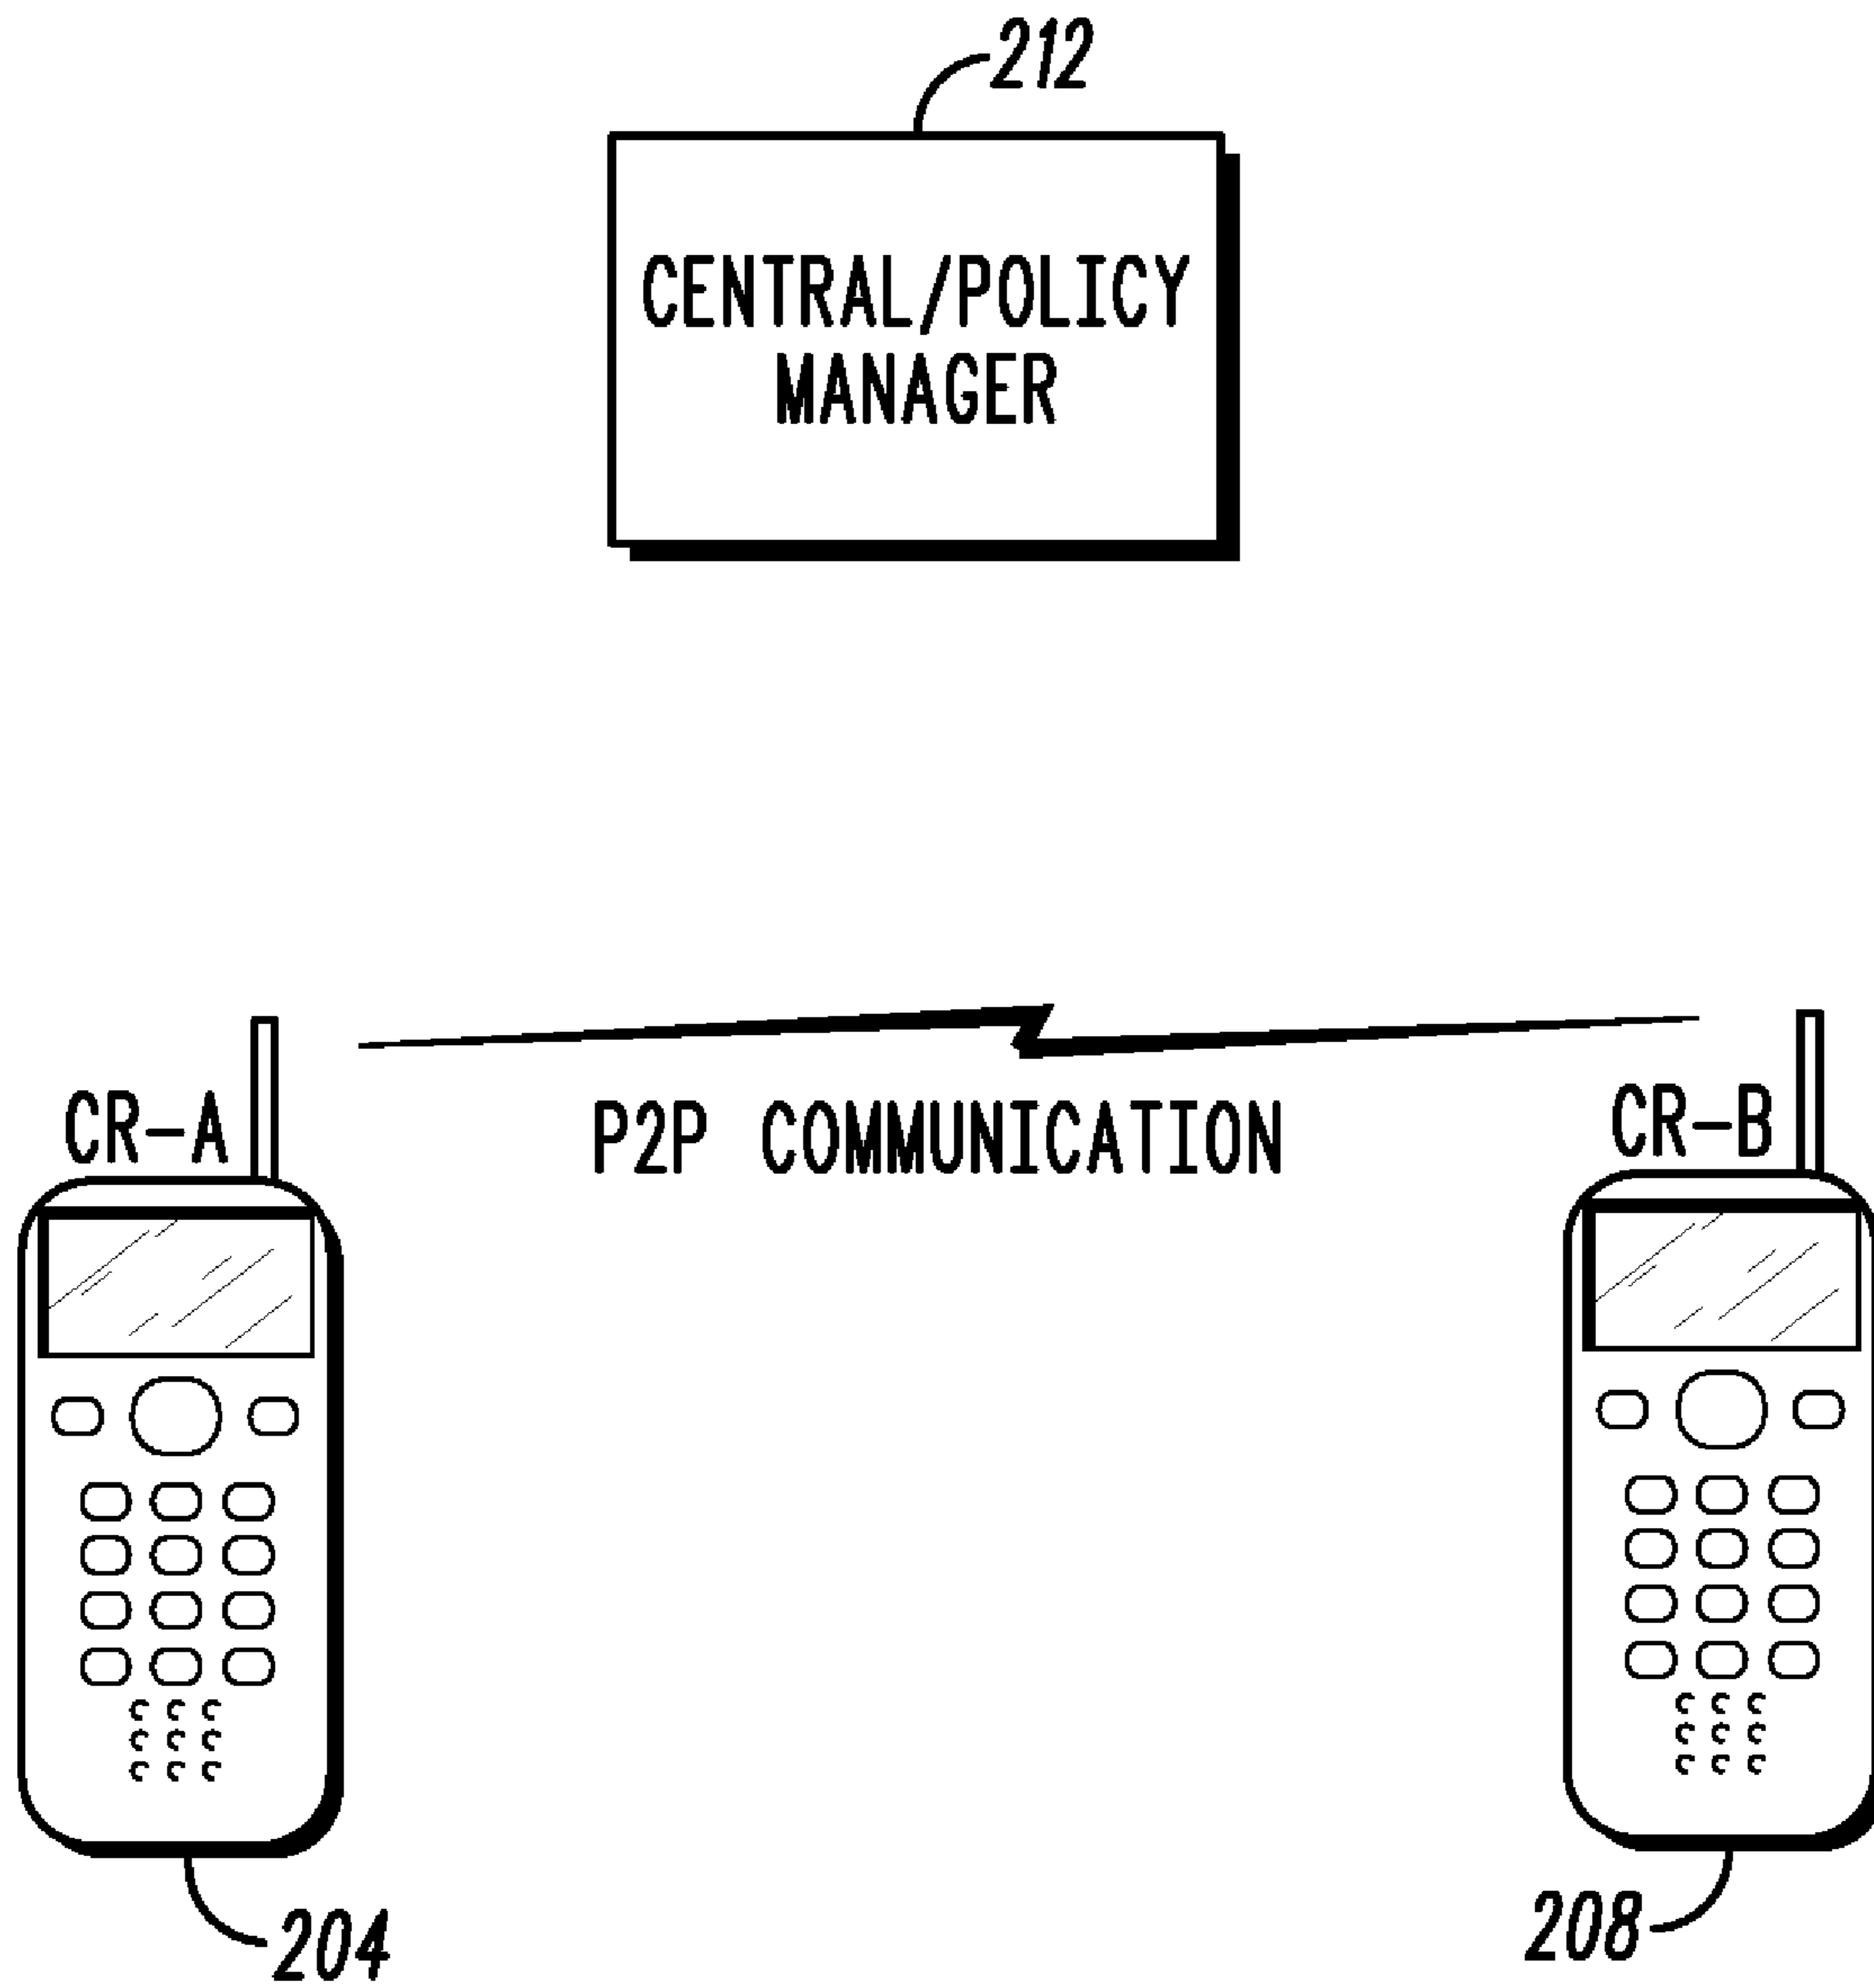 212
CENTRAL/POLICY
MANAGER
CR-A
P2P COMMUNICATION
CR-B
204
208